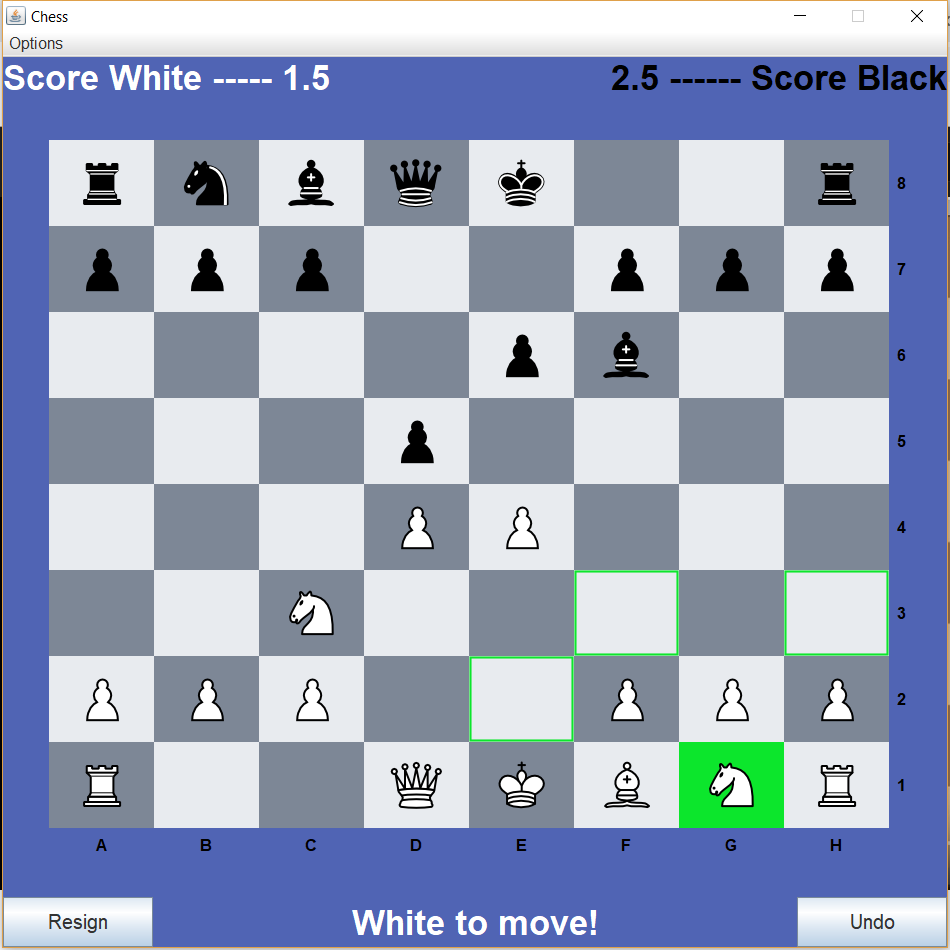 Chess
Options
Score White ----- 1.5
2.5 ------ Score Black
8
7
6
5
4
3
2
1
A B C D E F G H
Resign
White to move!
Undo